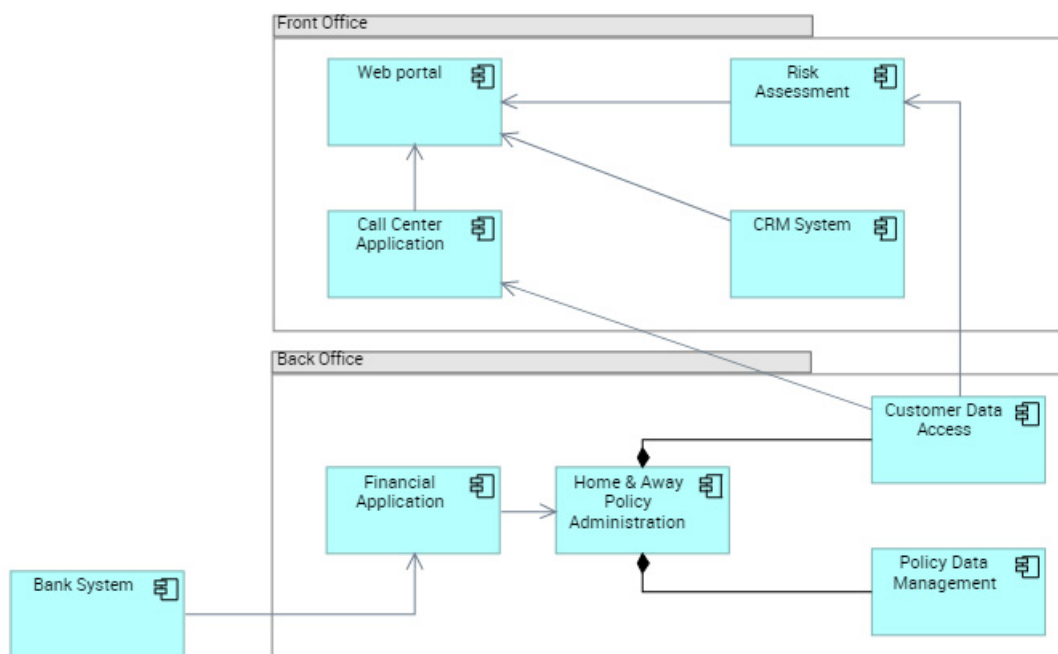 Front Office
Web portal
Risk
Assessment
Call Center
Application
CRM System
Back Office
Customer Data
Access
Financial
Application
Home & Away
Policy
Administration
Policy Data
Management
Bank System